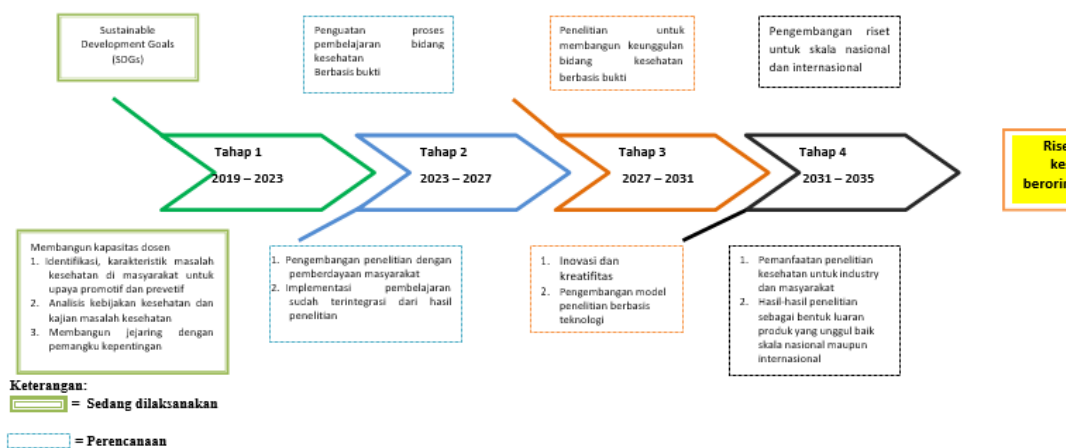 Sustainable
Development Goals
(SDGs)
Penguatan proses
pembelajaran bidang
kesehatan
Berbasis bukti
Penelitian untuk
membangun keunggulan
bidang kesehatan
berbasis bukti
Pengembangan riset
untuk skala nasional
dan internasional
Tahap 1
2019 – 2023
Tahap 2
2023 – 2027
Tahap 3
2027 – 2031
Tahap 4
2031 – 2035
Membangun kapasitas dosen
1. Identifikasi, karakteristik masalah
kesehatan di masyarakat untuk
upaya promotif dan prevetif
2. Analisis kebijakan kesehatan dan
kajian masalah kesehatan
3. Membangun jejaring dengan
pemangku kepentingan
1. Pengembangan penelitian dengan
pemberdayaan masyarakat
2. Implementasi pembelajaran
sudah terintegrasi dari hasil
penelitian
1. Inovasi dan
kreatifitas
2. Pengembangan model
penelitian berbasis
teknologi
1. Pemanfaatan penelitian
kesehatan untuk industry
dan masyarakat
2. Hasil-hasil penelitian
sebagai bentuk luaran
produk yang unggul baik
skala nasional maupun
internasional
Keterangan:
= Sedang dilaksanakan
= Perencanaan